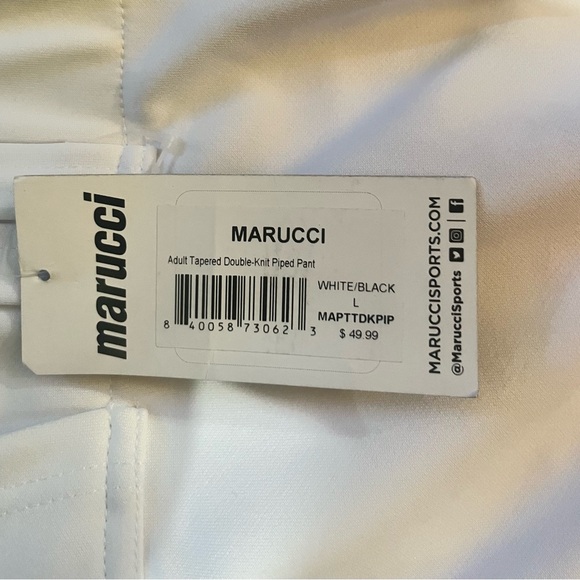 marucci
MARUCCI
Adult Tapered Double-Knit Piped Pant
WHITE/BLACK
L
MAPTTDKPIP
$ 49.99
8 40058 73062 3
MARUCCISPORTS.COM
@MarucciSports